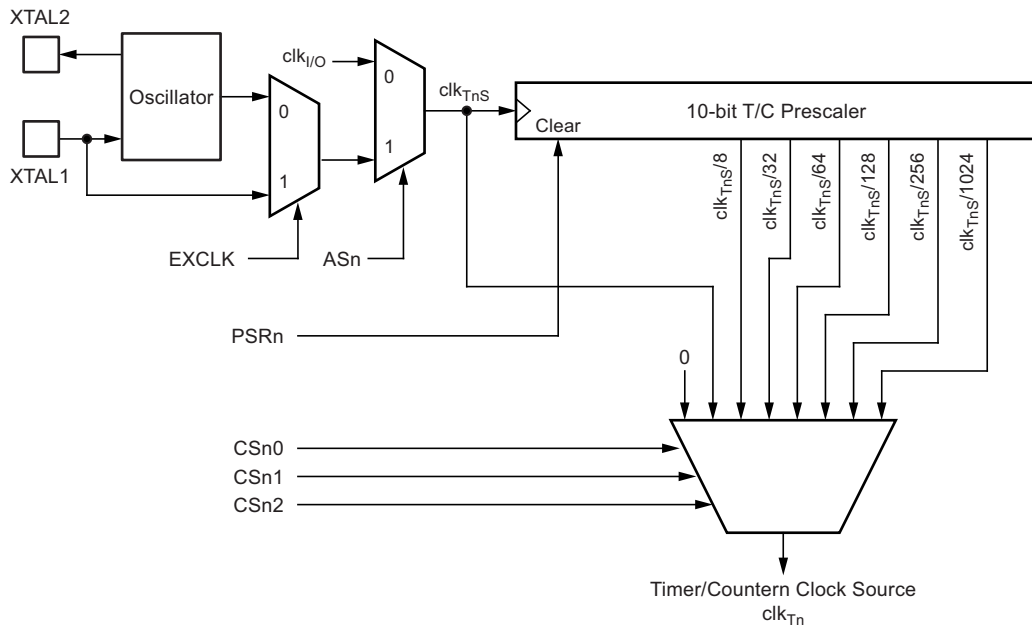 XTAL2
Oscillator
XTAL1
0
1
EXCLK
clkI/O
0
1
ASn
clkTnS
10-bit T/C Prescaler
Clear
clkTnS/8
clkTnS/32
clkTnS/64
clkTnS/128
clkTnS/256
clkTnS/1024
PSRn
0
CSn0
CSn1
CSn2
Timer/Countern Clock Source
clkTn